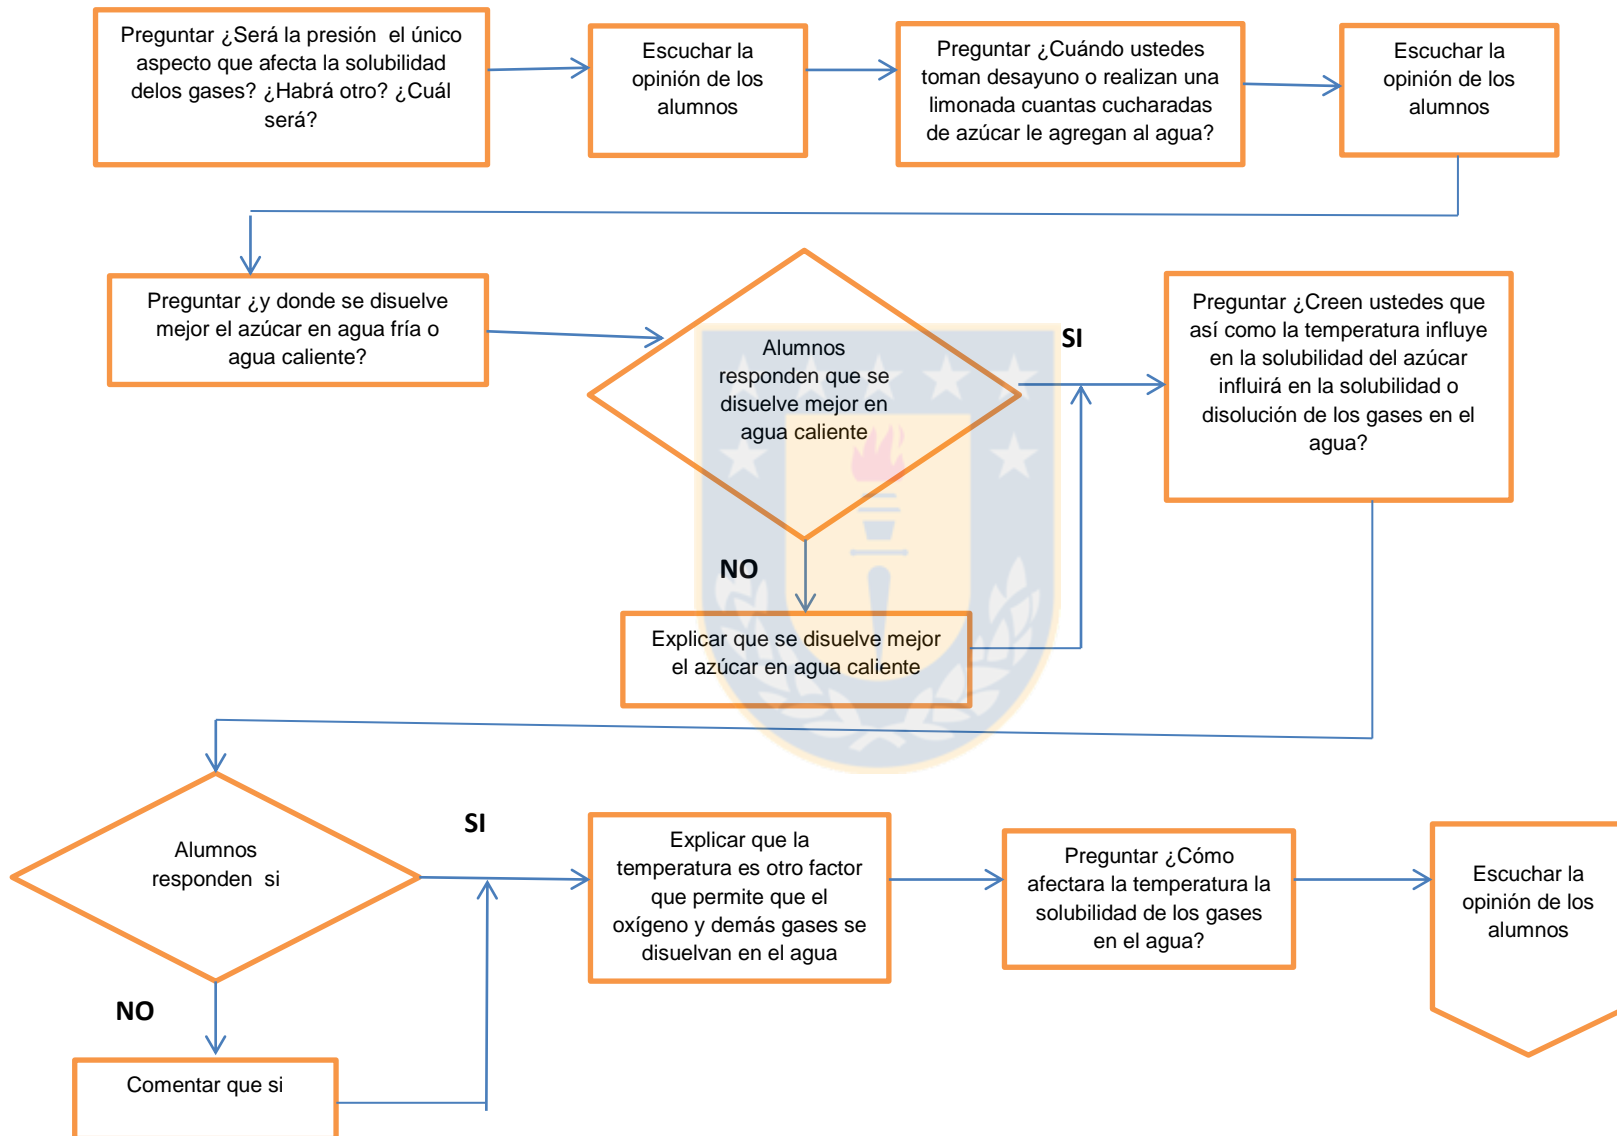 Preguntar ¿Será la presión el único
aspecto que afecta la solubilidad
delos gases? ¿Habrá otro? ¿Cuál
será?
Escuchar la
opinión de los
alumnos
Preguntar ¿Cuándo ustedes
toman desayuno o realizan una
limonada cuantas cucharadas
de azúcar le agregan al agua?
Escuchar la
opinión de los
alumnos
Preguntar ¿y donde se disuelve
mejor el azúcar en agua fría o
agua caliente?
Alumnos
responden que se
disuelve mejor en
agua caliente
SI
Preguntar ¿Creen ustedes que
así como la temperatura influye
en la solubilidad del azúcar
influirá en la solubilidad o
disolución de los gases en el
agua?
NO
Explicar que se disuelve mejor
el azúcar en agua caliente
Alumnos
responden si
SI
Explicar que la
temperatura es otro factor
que permite que el
oxígeno y demás gases se
disuelvan en el agua
Preguntar ¿Cómo
afectara la temperatura la
solubilidad de los gases
en el agua?
Escuchar la
opinión de los
alumnos
NO
Comentar que si